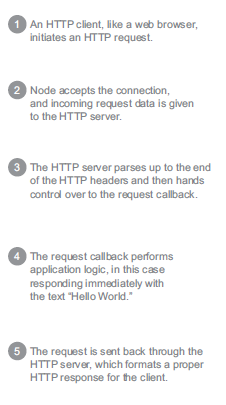 1 An HTTP client, like a web browser,
initiates an HTTP request.
2 Node accepts the connection,
and incoming request data is given
to the HTTP server.
3 The HTTP server parses up to the end
of the HTTP headers and then hands
control over to the request callback.
4 The request callback performs
application logic, in this case
responding immediately with
the text “Hello World.”
5 The request is sent back through the
HTTP server, which formats a proper
HTTP response for the client.